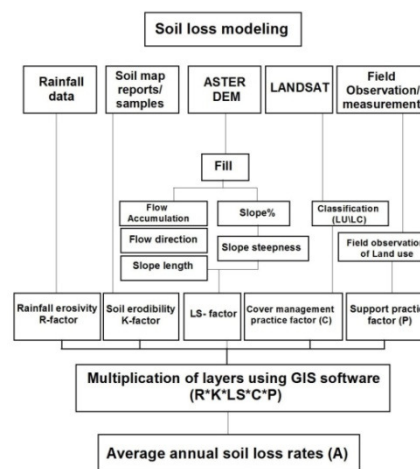 Soil loss modeling
Rainfall
data
Soil map
reports/
samples
ASTER
DEM
LANDSAT
Field
Observation/
measurement
Fill
Flow
Accumulation
Flow direction
Slope length
Slope%
Slope steepness
Classification
(LU\LC)
Field observation
of Land use
Rainfall erosivity
R-factor
Soil erodibility
K-factor
LS- factor
Cover management
practice factor (C)
Support practice
factor (P)
Multiplication of layers using GIS software
(R*K*LS*C*P)
Average annual soil loss rates (A)